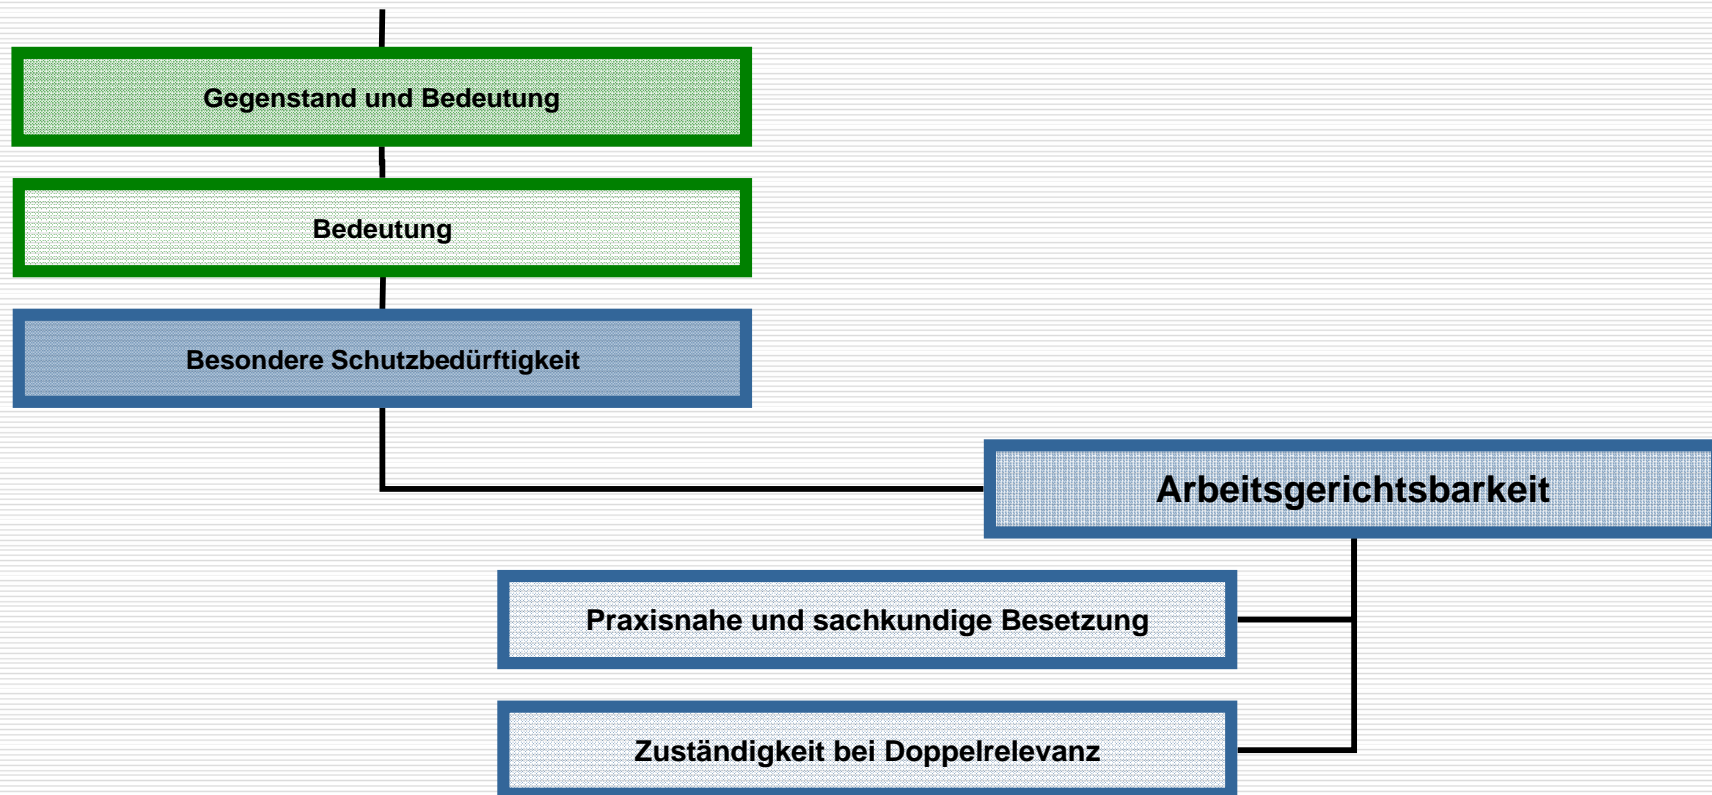 Gegenstand und Bedeutung
Bedeutung
Besondere Schutzbedürftigkeit
Arbeitsgerichtsbarkeit
Praxisnahe und sachkundige Besetzung
Zuständigkeit bei Doppelrelevanz